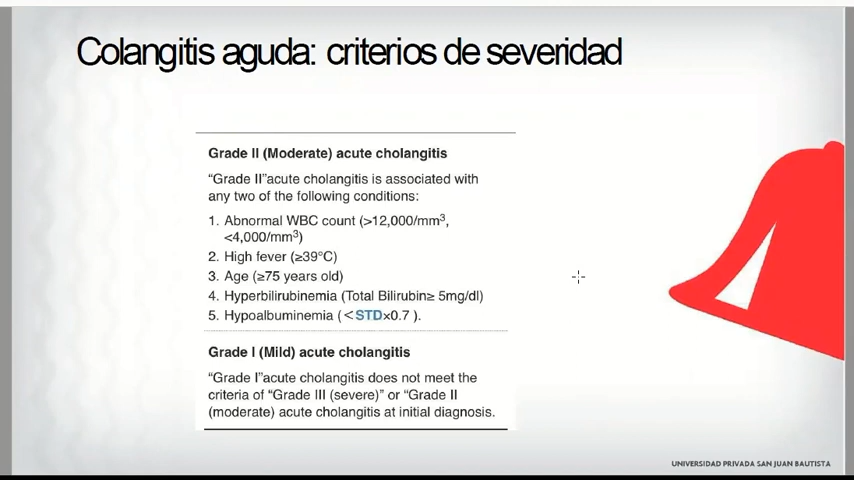 Colangitis aguda: criterios de severidad
Grade II (Moderate) acute cholangitis
“Grade II”acute cholangitis is associated with
any two of the following conditions:
1. Abnormal WBC count (>12,000/mm³,
<4,000/mm³)
2. High fever (≥39°C)
3. Age (≥75 years old)
4. Hyperbilirubinemia (Total Bilirubin≥ 5mg/dl)
5. Hypoalbuminemia (<STD×0.7 ).
Grade I (Mild) acute cholangitis
“Grade I”acute cholangitis does not meet the
criteria of “Grade III (severe)” or “Grade II
(moderate) acute cholangitis at initial diagnosis.
UNIVERSIDAD PRIVADA SAN JUAN BAUTISTA